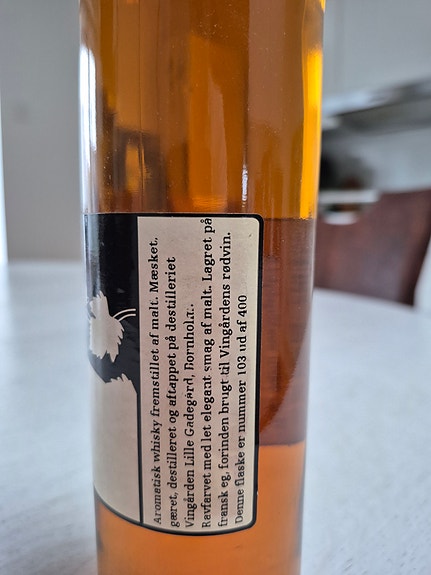 Aromatisk whisky fremstillet af malt. Mæsket,
gæret, destilleret og aftappet på destilleriet
Vingården Lille Gadegård, Bornholm.
Ravfarvet med let elegant smag af malt. Lagret på
fransk eg, forinden brugt til Vingårdens rødvin.
Denne flaske er nummer 103 ud af 400